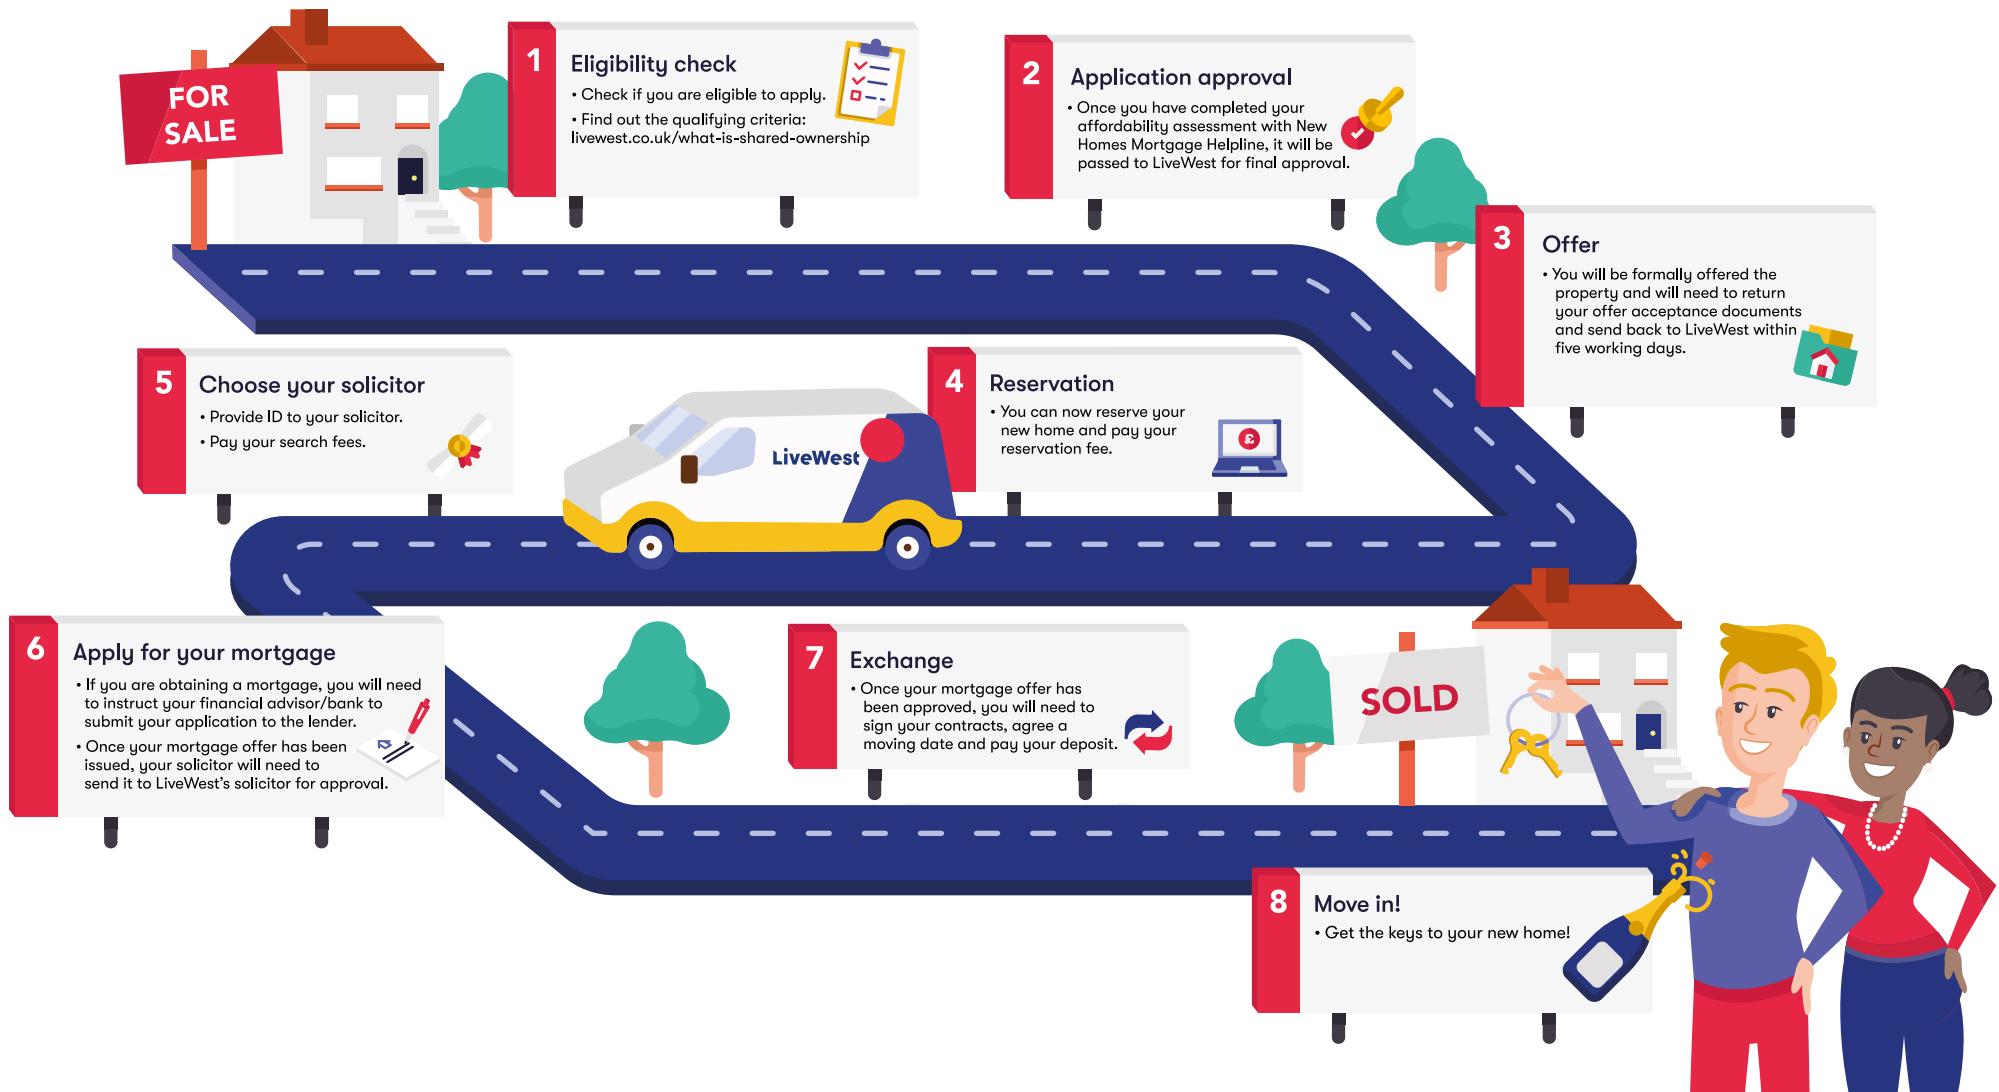 FOR
SALE
1
Eligibility check
• Check if you are eligible to apply.
• Find out the qualifying criteria:
livewest.co.uk/what-is-shared-ownership
2
Application approval
• Once you have completed your
affordability assessment with New
Homes Mortgage Helpline, it will be
passed to LiveWest for final approval.
3
Offer
• You will be formally offered the
property and will need to return
your offer acceptance documents
and send back to LiveWest within
five working days.
4
Reservation
• You can now reserve your
new home and pay your
reservation fee.
£
LiveWest
5
Choose your solicitor
• Provide ID to your solicitor.
• Pay your search fees.
6
Apply for your mortgage
• If you are obtaining a mortgage, you will need
to instruct your financial advisor/bank to
submit your application to the lender.
• Once your mortgage offer has been
issued, your solicitor will need to
send it to LiveWest's solicitor for approval.
7
Exchange
• Once your mortgage offer has
been approved, you will need to
sign your contracts, agree a
moving date and pay your deposit.
SOLD
8
Move in!
• Get the keys to your new home!